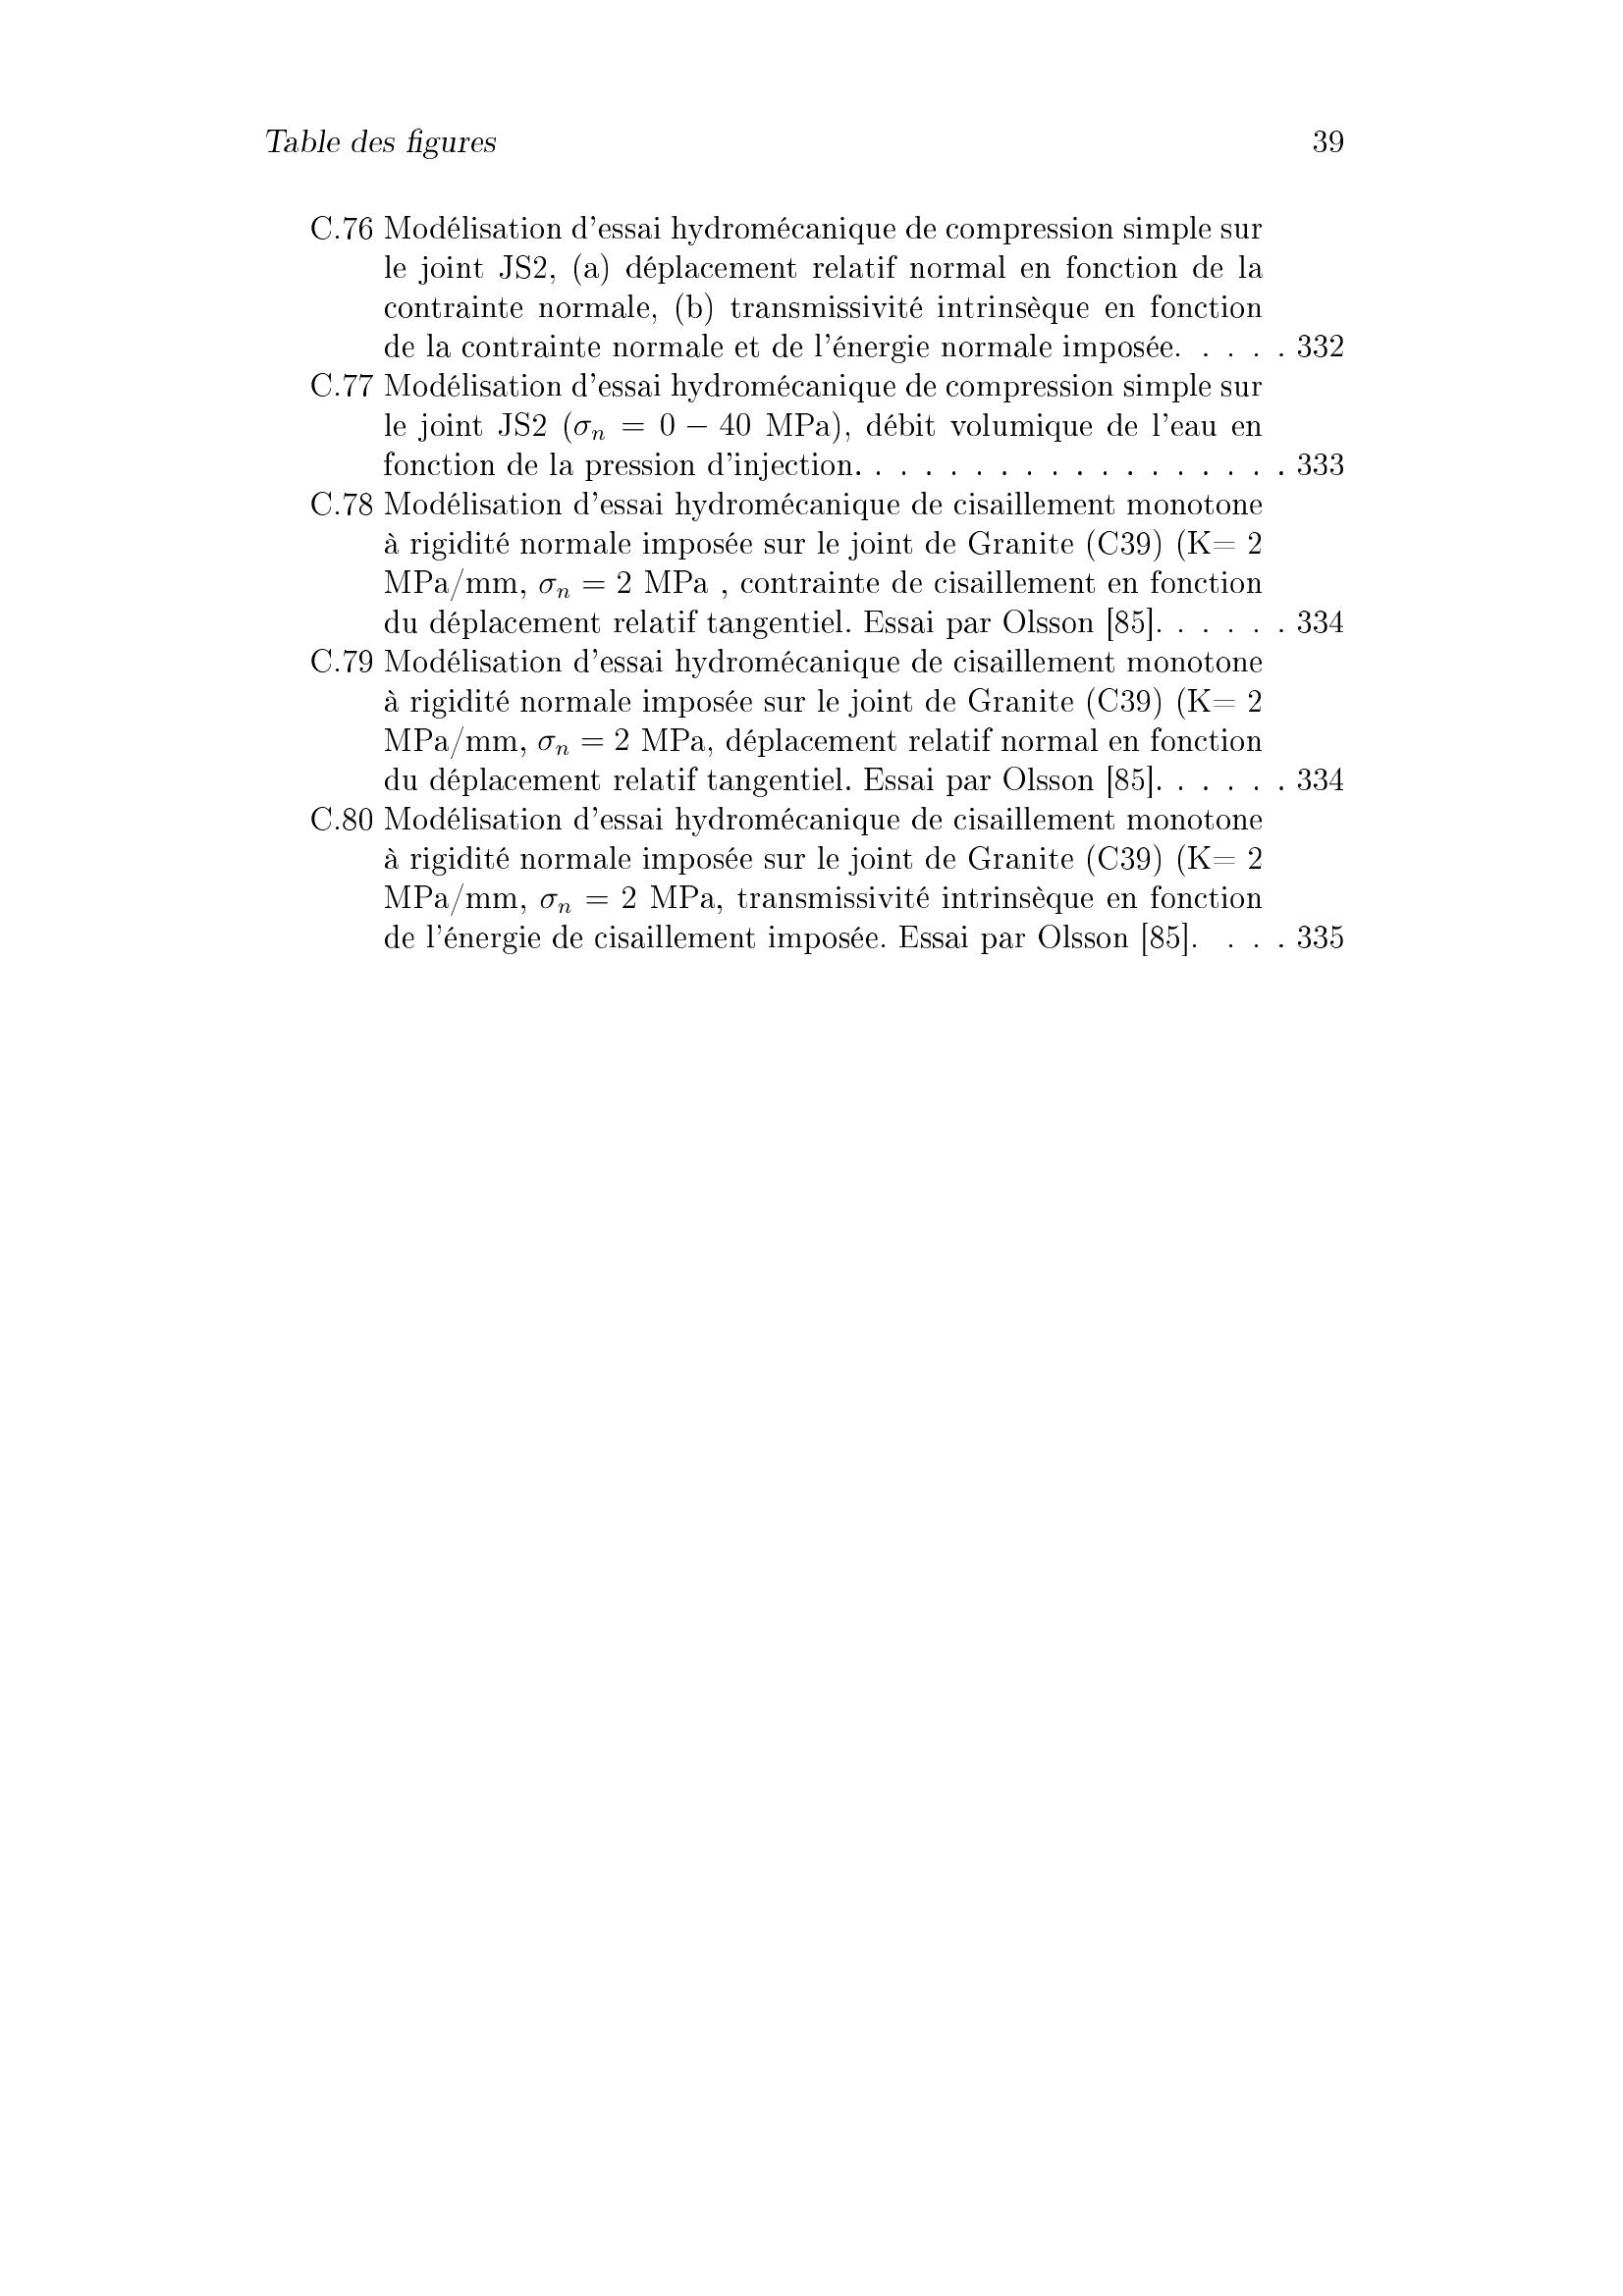 Table des figures 39
C.76 Modélisation d'essai hydromécanique de compression simple sur
le joint JS2, (a) déplacement relatif normal en fonction de la
contrainte normale, (b) transmissivité intrinsèque en fonction
de la contrainte normale et de l'énergie normale imposée. . . . . 332
C.77 Modélisation d'essai hydromécanique de compression simple sur
le joint JS2 (σn = 0 − 40 MPa), débit volumique de l'eau en
fonction de la pression d'injection. . . . . . . . . . . . . . . . . . 333
C.78 Modélisation d'essai hydromécanique de cisaillement monotone
à rigidité normale imposée sur le joint de Granite (C39) (K= 2
MPa/mm, σn = 2 MPa , contrainte de cisaillement en fonction
du déplacement relatif tangentiel. Essai par Olsson [85]. . . . . . 334
C.79 Modélisation d'essai hydromécanique de cisaillement monotone
à rigidité normale imposée sur le joint de Granite (C39) (K= 2
MPa/mm, σn = 2 MPa, déplacement relatif normal en fonction
du déplacement relatif tangentiel. Essai par Olsson [85]. . . . . . 334
C.80 Modélisation d'essai hydromécanique de cisaillement monotone
à rigidité normale imposée sur le joint de Granite (C39) (K= 2
MPa/mm, σn = 2 MPa, transmissivité intrinsèque en fonction
de l'énergie de cisaillement imposée. Essai par Olsson [85]. . . . 335